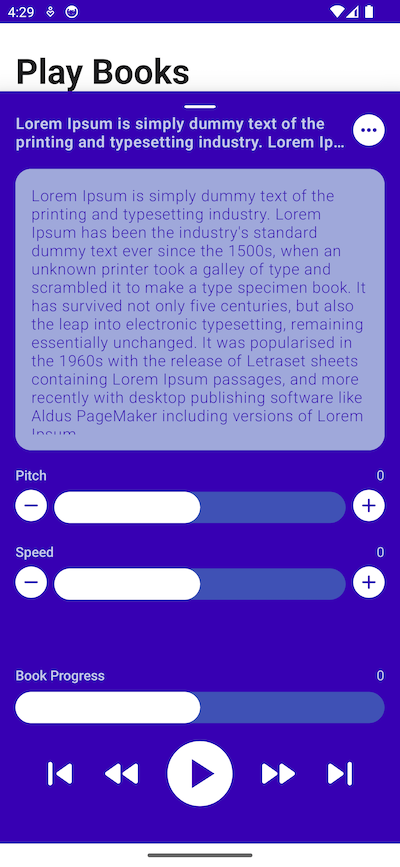 4:29
Play Books
Lorem Ipsum is simply dummy text of the
printing and typesetting industry. Lorem Ip...
Lorem Ipsum is simply dummy text of the
printing and typesetting industry. Lorem
Ipsum has been the industry's standard
dummy text ever since the 1500s, when an
unknown printer took a galley of type and
scrambled it to make a type specimen book. It
has survived not only five centuries, but also
the leap into electronic typesetting, remaining
essentially unchanged. It was popularised in
the 1960s with the release of Letraset sheets
containing Lorem Ipsum passages, and more
recently with desktop publishing software like
Aldus PageMaker including versions of Lorem
Ipsum
Pitch 0
Speed 0
Book Progress 0